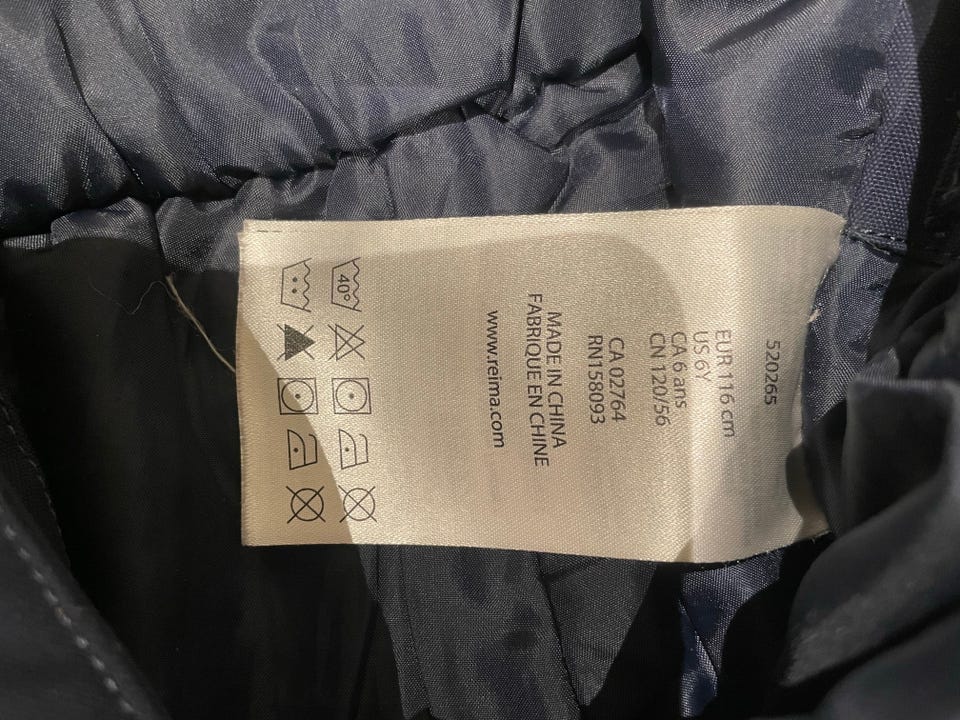 520265
EUR 116 cm
US 6Y
CA 6 ans
CN 120/56
CA 02764
RN158093
MADE IN CHINA
FABRIQUE EN CHINE
www.reima.com
40°